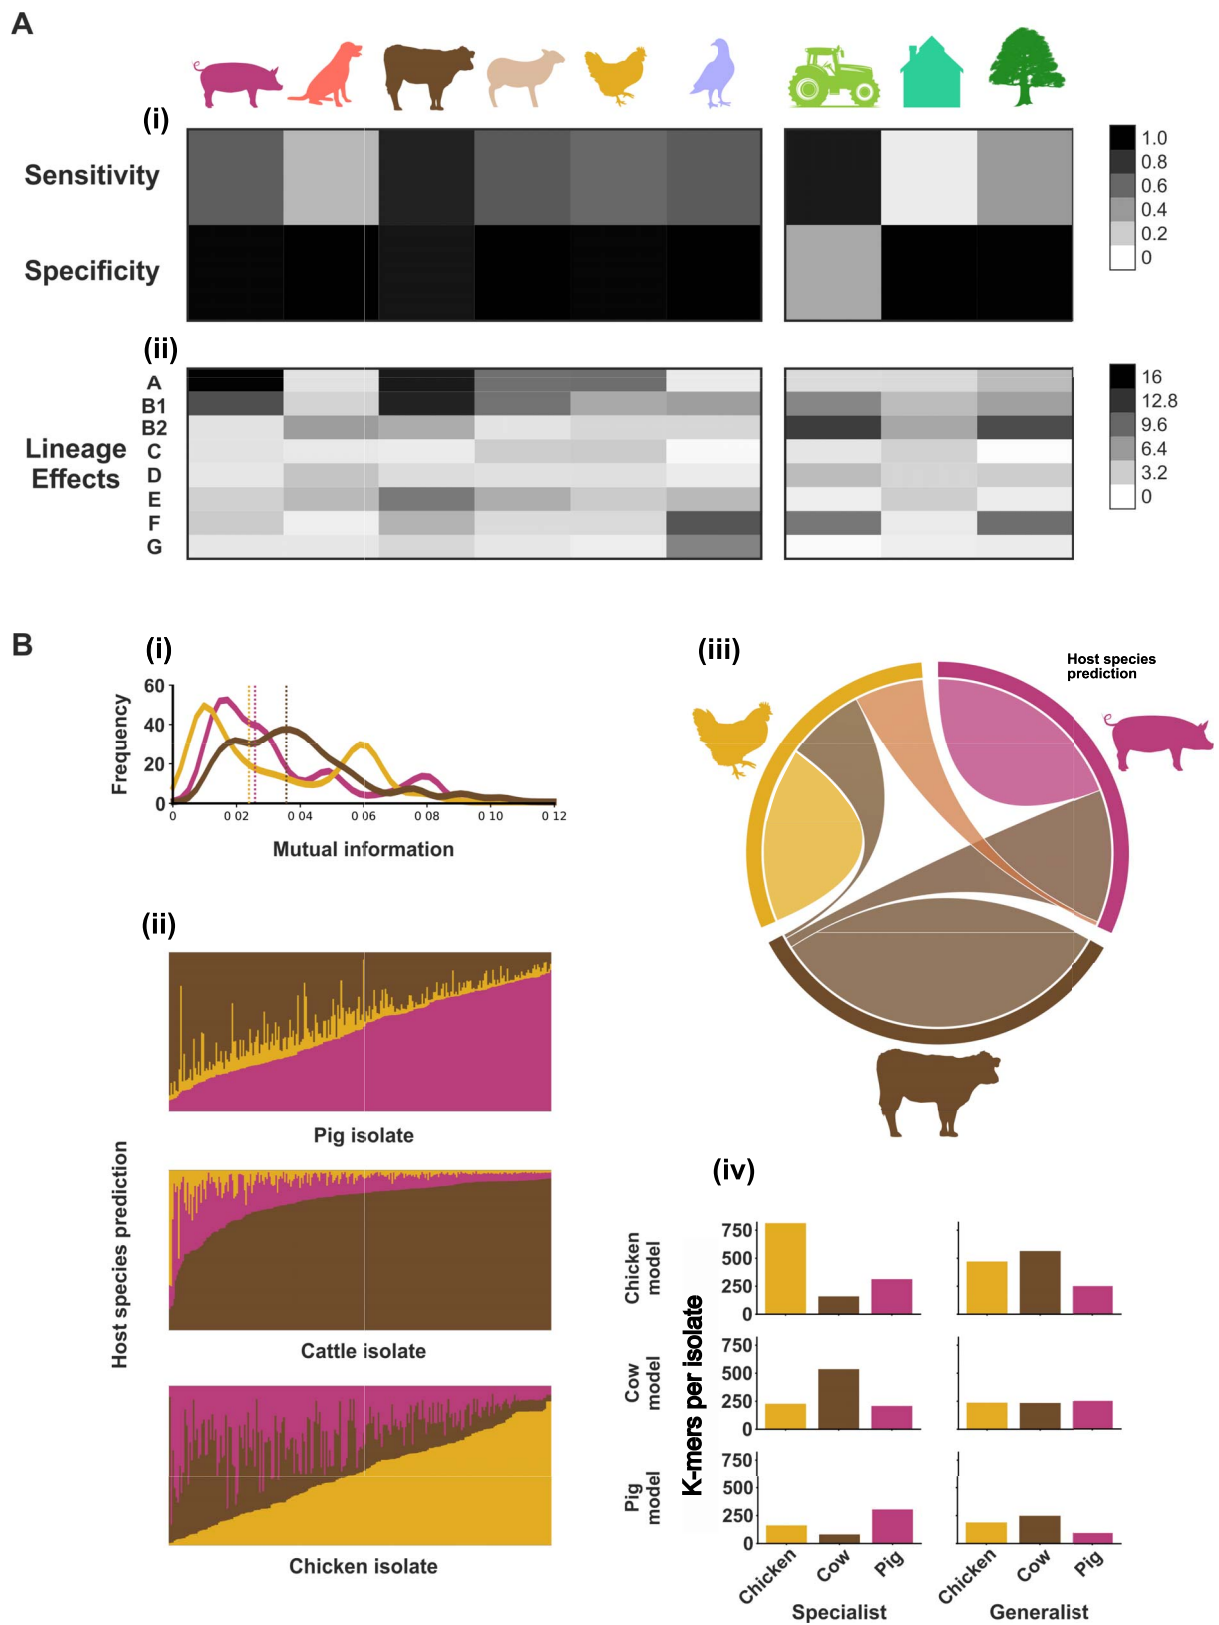 A
(i)
Sensitivity
Specificity
1.0
0.8
0.6
0.4
0.2
0
(ii)
Lineage
Effects
A
B1
B2
C
D
E
F
G
16
12.8
9.6
6.4
3.2
0
B
(i)
Frequency
60
40
20
0
0
0 02
0 04
0 06
0 08
0 10
0 12
Mutual information
(ii)
Host species prediction
Pig isolate
Cattle isolate
Chicken isolate
(iii)
Host species
prediction
(iv)
K-mers per isolate
Chicken
model
750
500
250
0
Cow
model
750
500
250
0
Pig
model
750
500
250
0
Chicken
Cow
Pig
Chicken
Cow
Pig
Specialist
Generalist